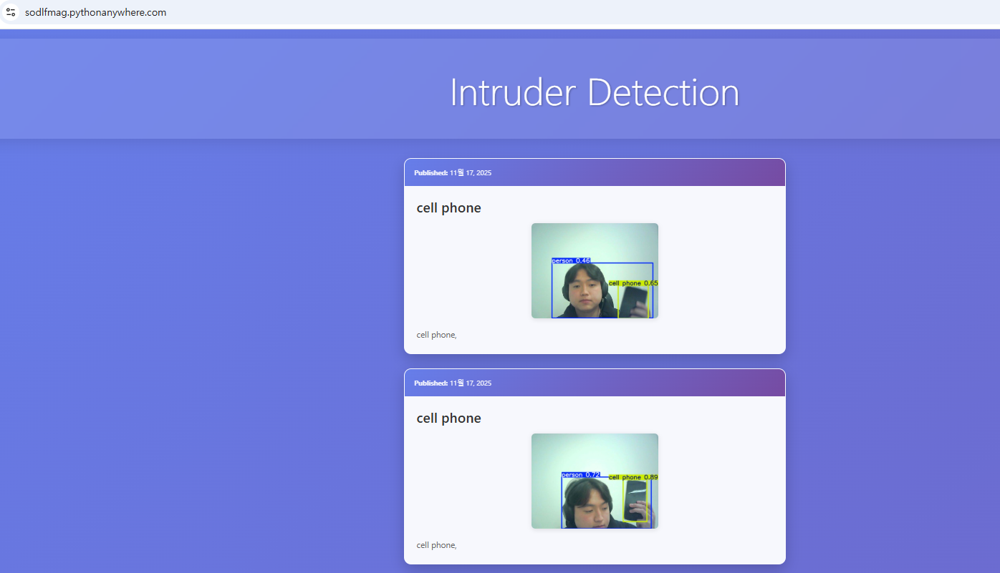 sodlfmag.pythonanywhere.com
Intruder Detection
Published: 11월 17, 2025
cell phone
person 0.46
cell phone 0.65
cell phone,
Published: 11월 17, 2025
cell phone
person 0.72
cell phone 0.89
cell phone,